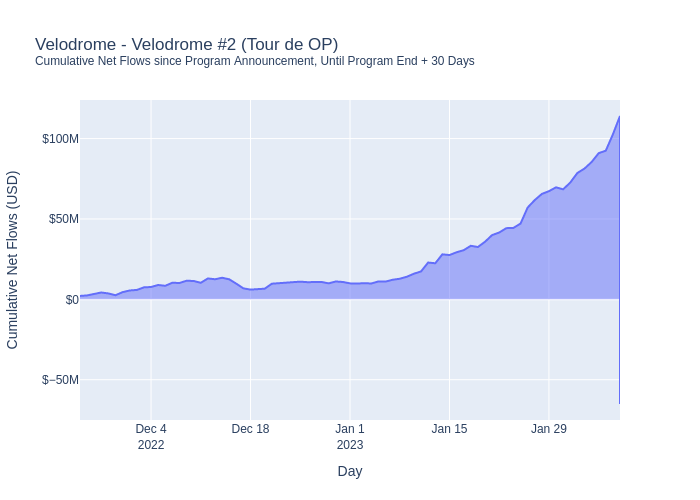 Velodrome - Velodrome #2 (Tour de OP)
Cumulative Net Flows since Program Announcement, Until Program End + 30 Days
Cumulative Net Flows (USD)
$100M
$50M
$0
$−50M
Dec 4
2022
Dec 18
Jan 1
2023
Jan 15
Jan 29
Day